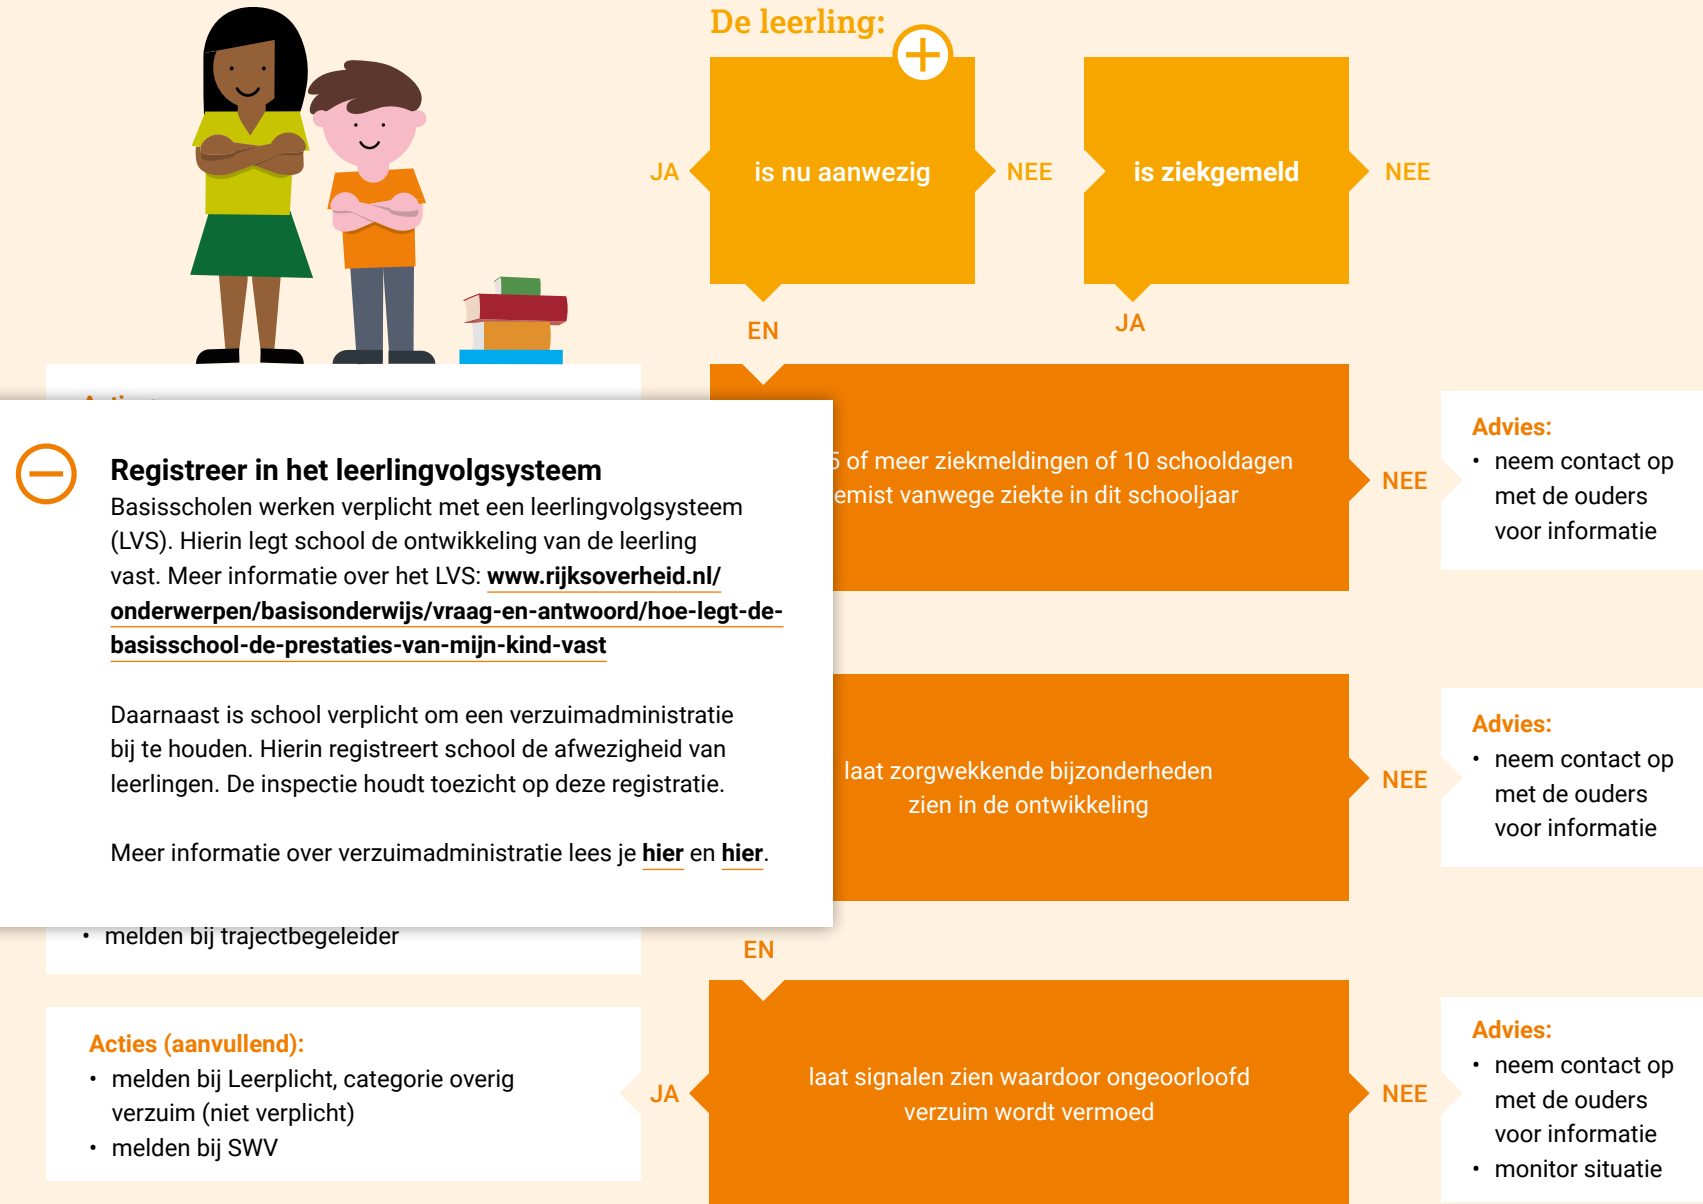 De leerling:
JA
is nu aanwezig
NEE
is ziekgemeld
NEE
EN
JA
5 of meer ziekmeldingen of 10 schooldagen
vanwege ziekte in dit schooljaar
NEE
Advies:
• neem contact op
met de ouders
voor informatie
Registreer in het leerlingvolgsysteem
Basisscholen werken verplicht met een leerlingvolgsysteem
(LVS). Hierin legt school de ontwikkeling van de leerling
vast. Meer informatie over het LVS: www.rijksoverheid.nl/
onderwerpen/basisonderwijs/vraag-en-antwoord/hoe-legt-de-
basisschool-de-prestaties-van-mijn-kind-vast
Daarnaast is school verplicht om een verzuimadministratie
bij te houden. Hierin registreert school de afwezigheid van
leerlingen. De inspectie houdt toezicht op deze registratie.
Meer informatie over verzuimadministratie lees je hier en hier.
laat zorgwekkende bijzonderheden
zien in de ontwikkeling
NEE
Advies:
• neem contact op
met de ouders
voor informatie
• melden bij trajectbegeleider
EN
Acties (aanvullend):
• melden bij Leerplicht, categorie overig
verzuim (niet verplicht)
• melden bij SWV
JA
laat signalen zien waardoor ongeoorloofd
verzuim wordt vermoed
NEE
Advies:
• neem contact op
met de ouders
voor informatie
• monitor situatie